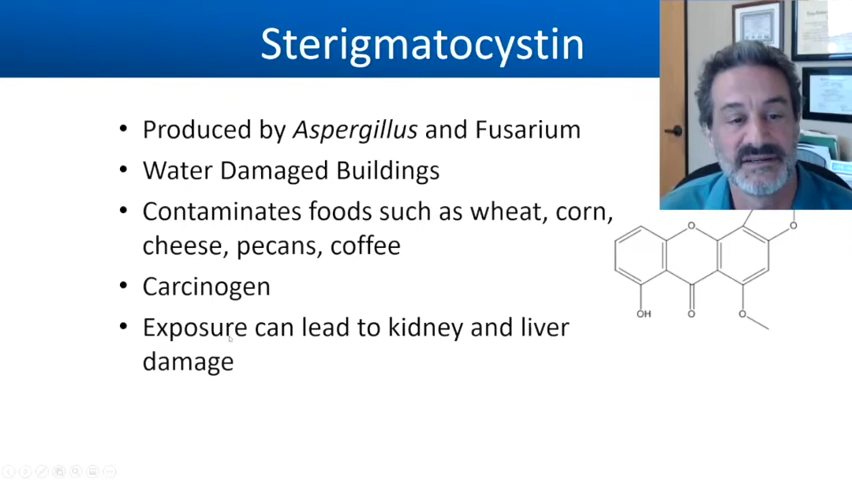 Sterigmatocystin
• Produced by Aspergillus and Fusarium
• Water Damaged Buildings
• Contaminates foods such as wheat, corn,
cheese, pecans, coffee
• Carcinogen
• Exposure can lead to kidney and liver
damage
O
O
OH
O
O